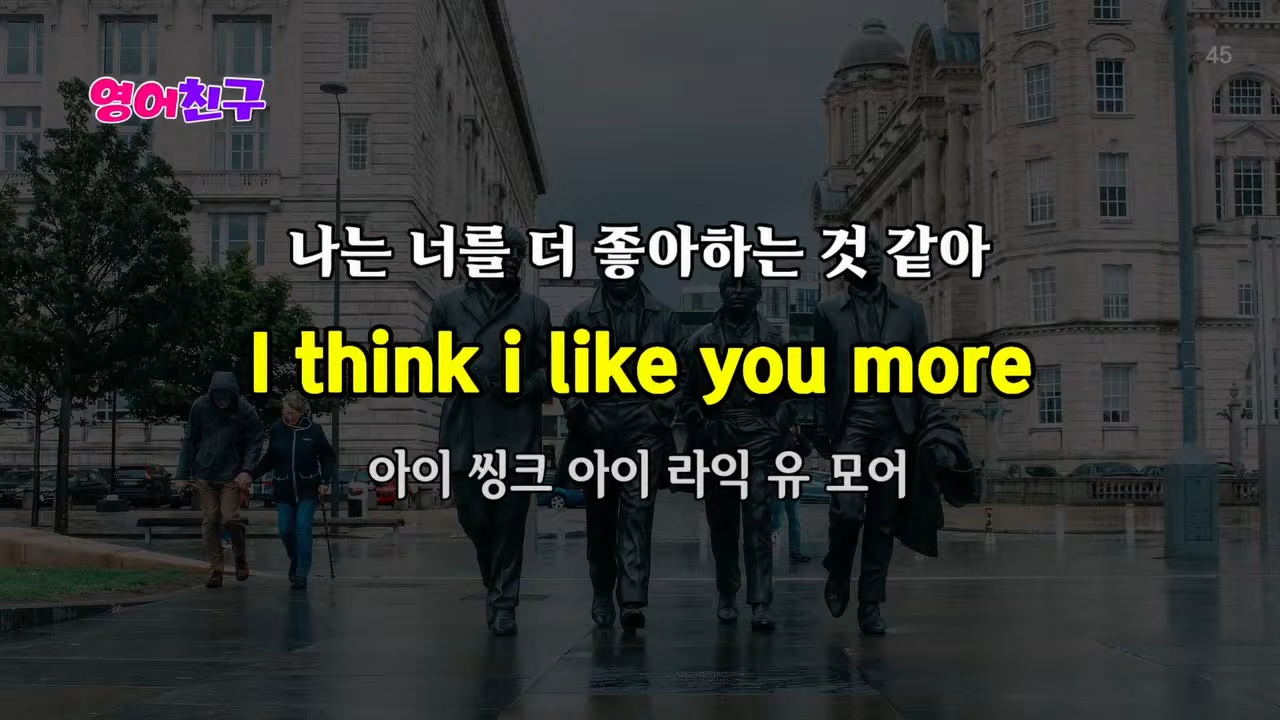 영어친구
45
나는 너를 더 좋아하는 것 같아
I think i like you more
아이 씽크 아이 라익 유 모어